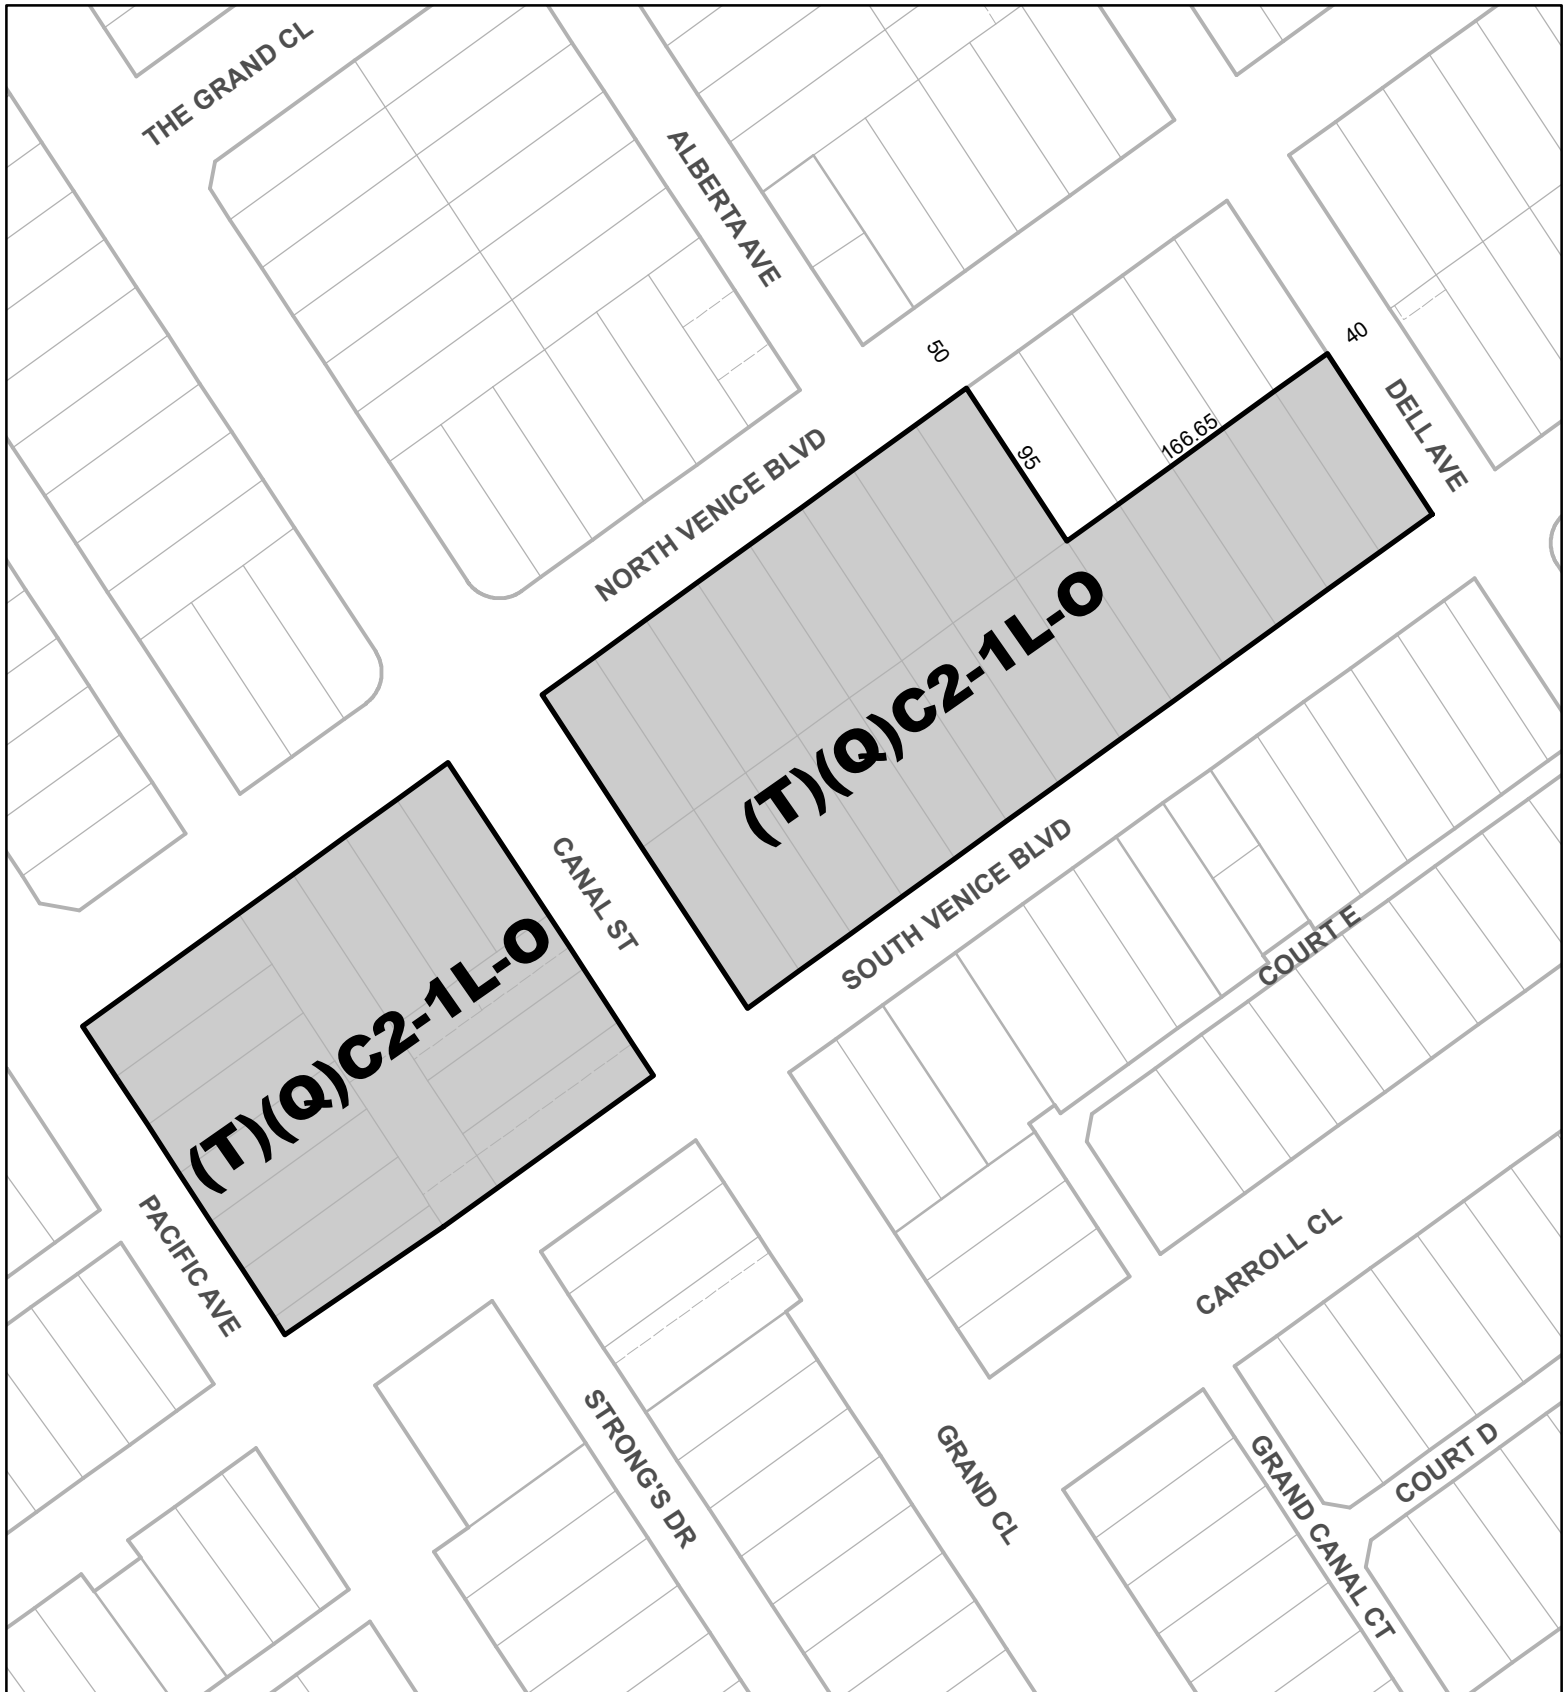 THE GRAND CL
ALBERTA AVE
50
40
DELL AVE
95
166.65
NORTH VENICE BLVD
(T)(Q)C2-1L-O
CANAL ST
SOUTH VENICE BLVD
(T)(Q)C2-1L-O
COURT E
PACIFIC AVE
CARROLL CL
STRONG'S DR
GRAND CL
GRAND CANAL CT
COURT D